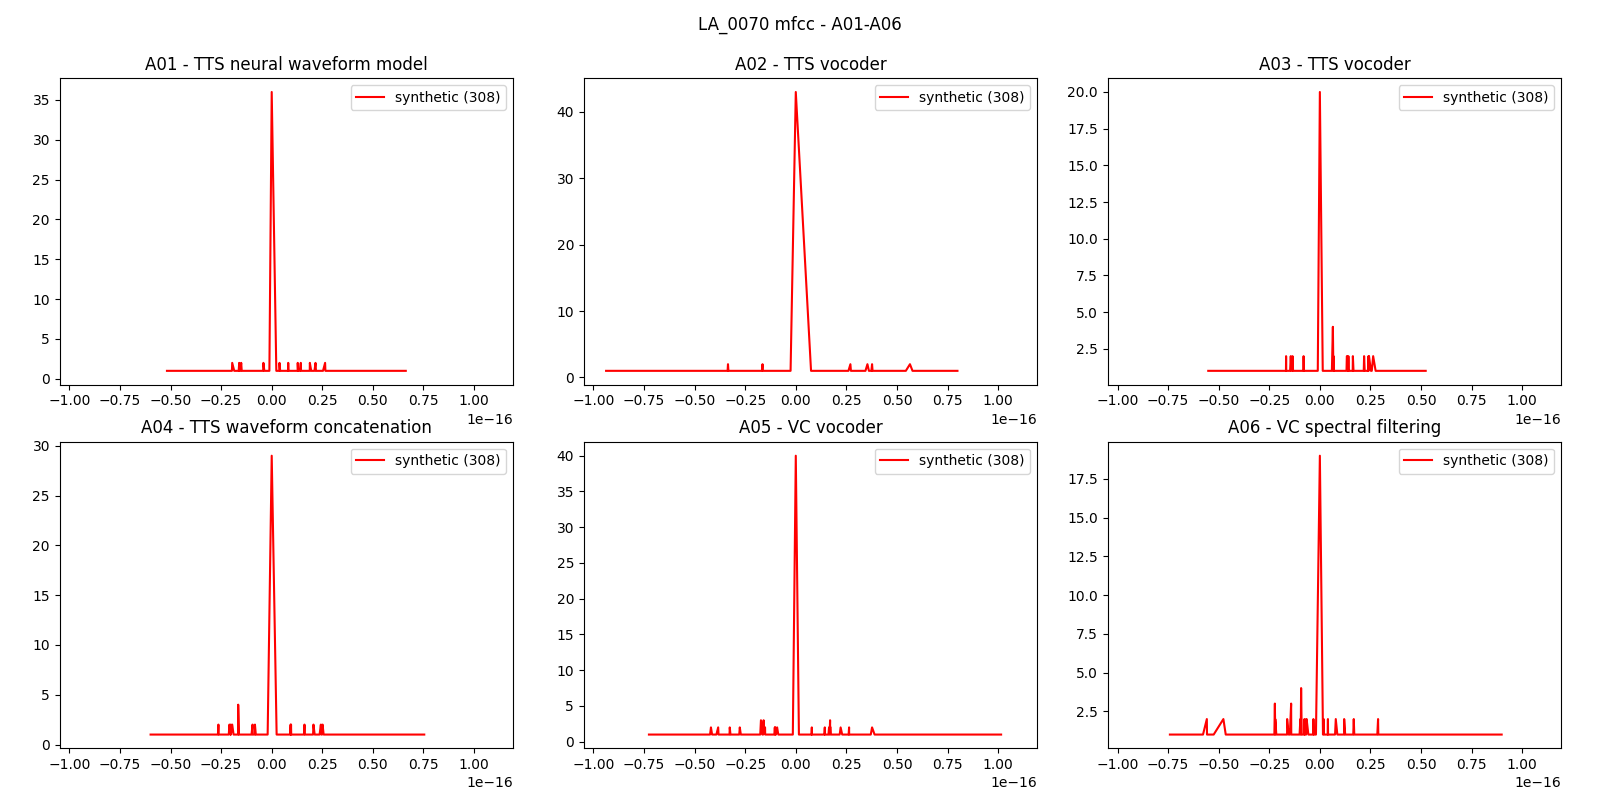 LA_0070 mfcc - A01-A06
A01 - TTS neural waveform model
synthetic (308)
35
30
25
20
15
10
5
0
−1.00 −0.75 −0.50 −0.25 0.00 0.25 0.50 0.75 1.00
1e−16
A02 - TTS vocoder
synthetic (308)
40
30
20
10
0
−1.00 −0.75 −0.50 −0.25 0.00 0.25 0.50 0.75 1.00
1e−16
A03 - TTS vocoder
synthetic (308)
20.0
17.5
15.0
12.5
10.0
7.5
5.0
2.5
−1.00 −0.75 −0.50 −0.25 0.00 0.25 0.50 0.75 1.00
1e−16
A04 - TTS waveform concatenation
synthetic (308)
30
25
20
15
10
5
0
−1.00 −0.75 −0.50 −0.25 0.00 0.25 0.50 0.75 1.00
1e−16
A05 - VC vocoder
synthetic (308)
40
35
30
25
20
15
10
5
0
−1.00 −0.75 −0.50 −0.25 0.00 0.25 0.50 0.75 1.00
1e−16
A06 - VC spectral filtering
synthetic (308)
17.5
15.0
12.5
10.0
7.5
5.0
2.5
−1.00 −0.75 −0.50 −0.25 0.00 0.25 0.50 0.75 1.00
1e−16